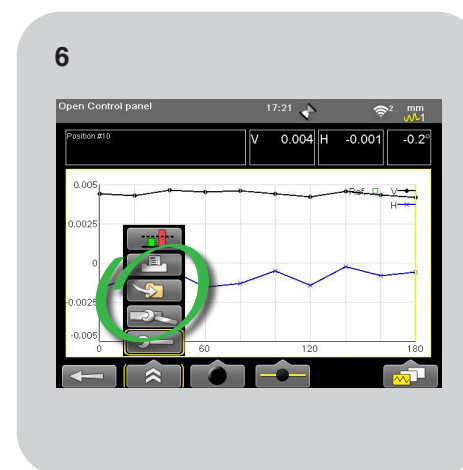 6
Open Control panel 17:21 2 mm
1
Position #10 V 0.004 H -0.001 -0.2°
0.005 Ref. V
H
0.0025
0
-0.0025
-0.005
0 60 120 180